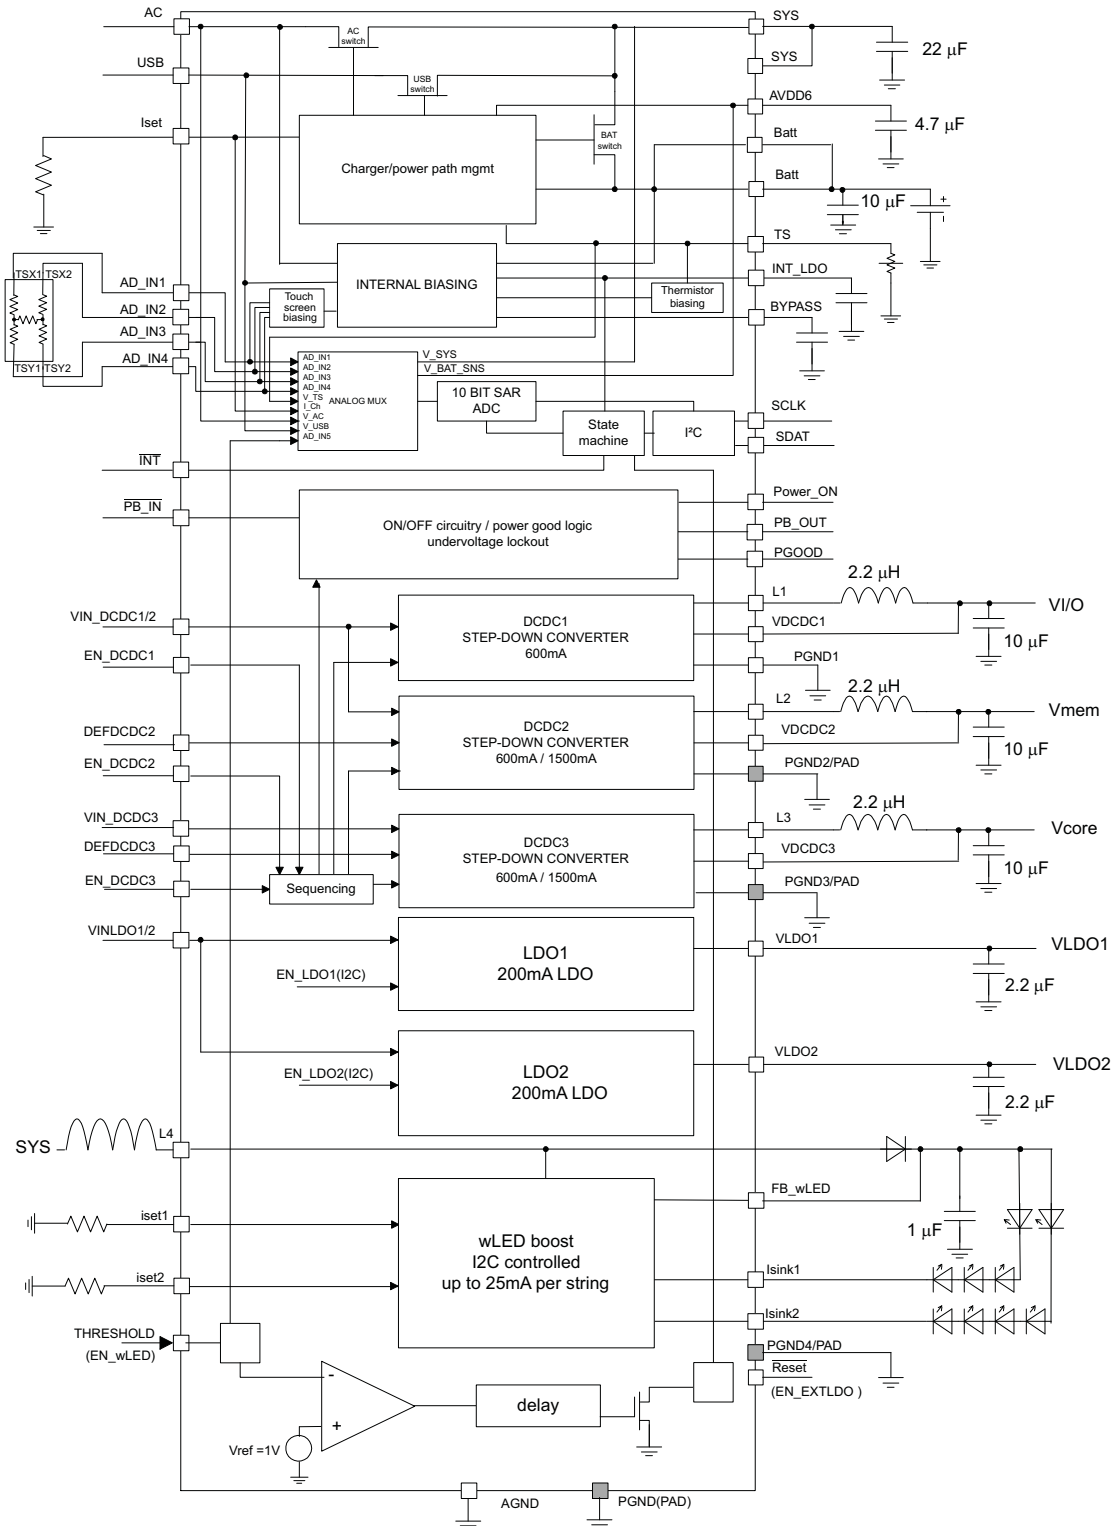 AC
SYS
AC
switch
22 µF
USB
SYS
USB
switch
AVDD6
Iset
4.7 µF
Batt
BAT
switch
Charger/power path mgmt
Batt
10 µF
+
-
TS
INT_LDO
INTERNAL BIASING
TSX1 TSX2
AD_IN1
Touch
screen
biasing
Thermistor
biasing
AD_IN2
BYPASS
AD_IN3
TSY1 TSY2
AD_IN4
AD_IN1
AD_IN2
AD_IN3
AD_IN4
V_TS
I_Ch
V_AC
V_USB
AD_IN5
ANALOG MUX
V_SYS
V_BAT_SNS
10 BIT SAR
ADC
SCLK
State
machine
I²C
SDAT
INT
Power_ON
PB_IN
ON/OFF circuitry / power good logic
undervoltage lockout
PB_OUT
PGOOD
2.2 µH
L1
VIN_DCDC1/2
DCDC1
STEP-DOWN CONVERTER
600mA
VI/O
VDCDC1
10 µF
EN_DCDC1
PGND1
2.2 µH
L2
DCDC2
STEP-DOWN CONVERTER
600mA / 1500mA
Vmem
DEFDCDC2
VDCDC2
10 µF
EN_DCDC2
PGND2/PAD
2.2 µH
VIN_DCDC3
L3
Vcore
DEFDCDC3
DCDC3
STEP-DOWN CONVERTER
600mA / 1500mA
VDCDC3
10 µF
EN_DCDC3
Sequencing
PGND3/PAD
VINLDO1/2
VLDO1
VLDO1
LDO1
200mA LDO
EN_LDO1(I2C)
2.2 µF
VLDO2
VLDO2
LDO2
200mA LDO
EN_LDO2(I2C)
2.2 µF
SYS
L4
FB_wLED
iset1
1 µF
wLED boost
I2C controlled
up to 25mA per string
iset2
Isink1
Isink2
THRESHOLD
(EN_wLED)
PGND4/PAD
Reset
(EN_EXTLDO )
-
+
delay
Vref =1V
AGND
PGND(PAD)